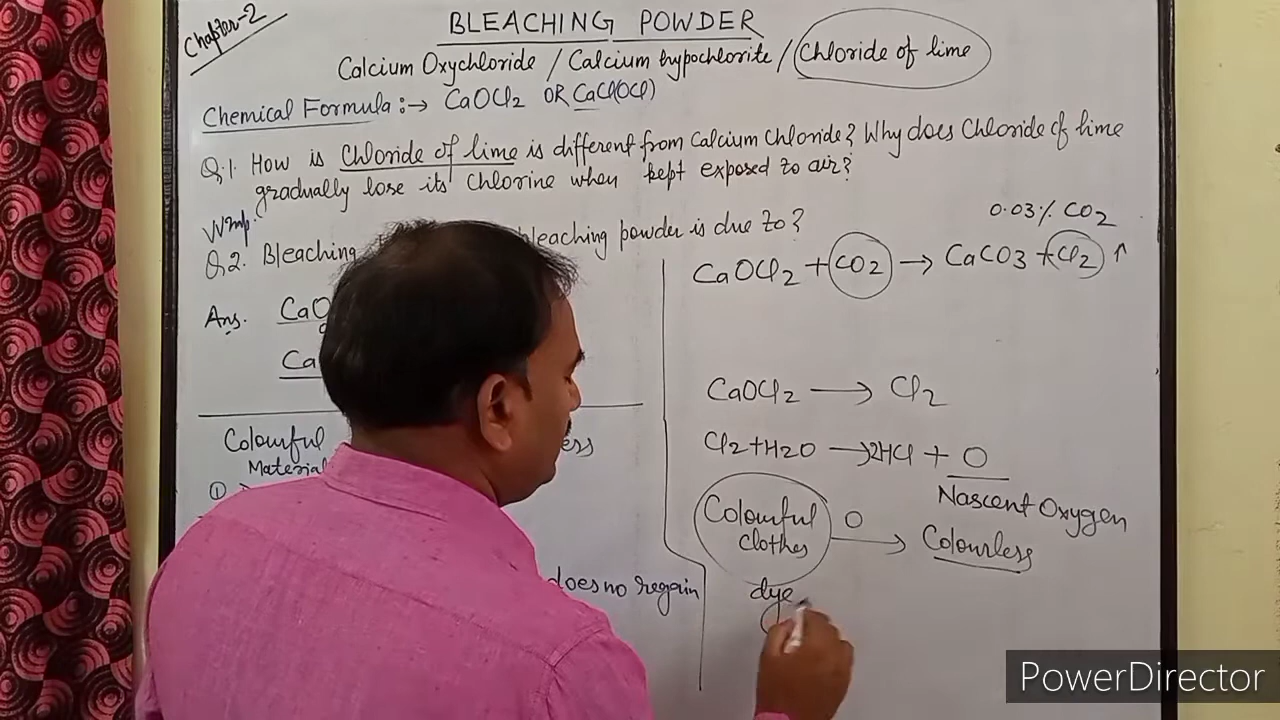 Chapter-2
BLEACHING POWDER
Calcium Oxychloride / Calcium hypochlorite / Chloride of lime
Chemical Formula :→ CaOCl2 OR CaCl(OCl)
Q.1. How is Chloride of lime is different from Calcium Chloride? Why does Chloride of lime
gradually lose its Chlorine when kept exposed to air?
V.Imp.
Q.2. Bleaching bleaching powder is due to?
Ans. CaO
Ca
Colourful ess
Material
①
does no regain
0.03% CO2
CaOCl2 + CO2 → CaCO3 + Cl2 ↑
CaOCl2 → Cl2
Cl2+H2O → 2HCl + O
Nascent Oxygen
Colourful O
clothes → Colourless
dye
PowerDirector